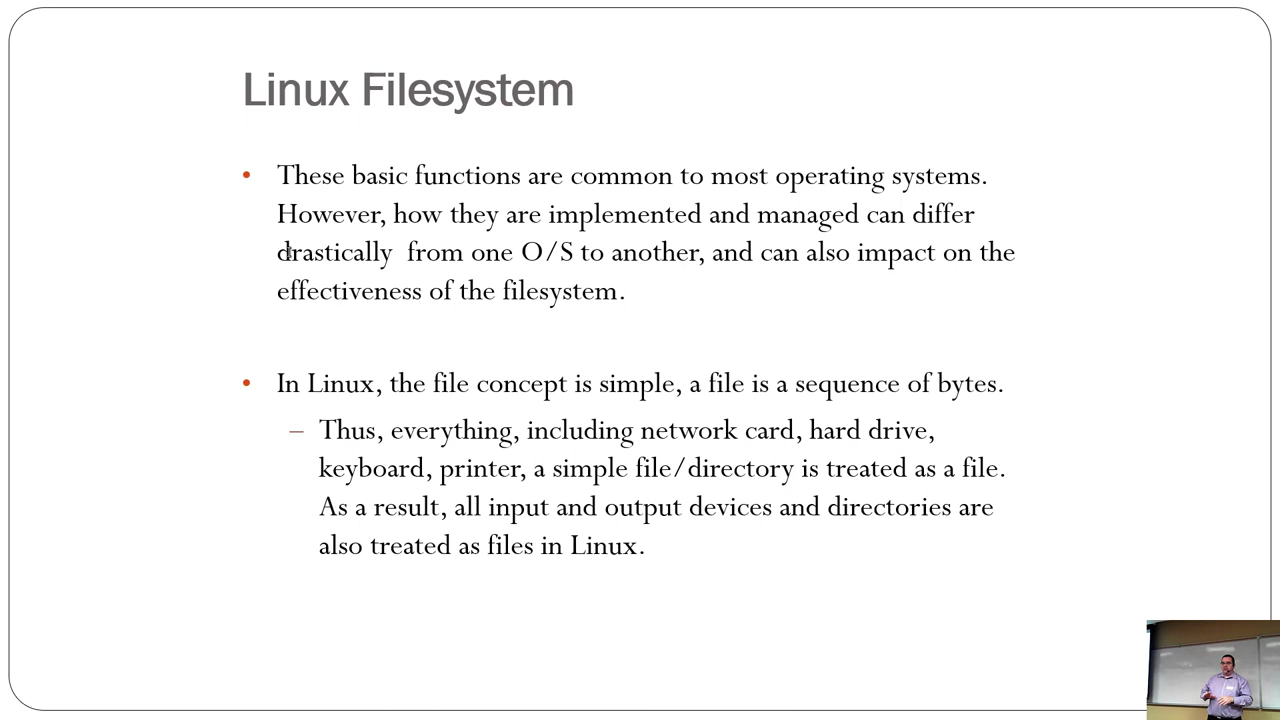 Linux Filesystem
• These basic functions are common to most operating systems.
However, how they are implemented and managed can differ
drastically from one O/S to another, and can also impact on the
effectiveness of the filesystem.
• In Linux, the file concept is simple, a file is a sequence of bytes.
– Thus, everything, including network card, hard drive,
keyboard, printer, a simple file/directory is treated as a file.
As a result, all input and output devices and directories are
also treated as files in Linux.